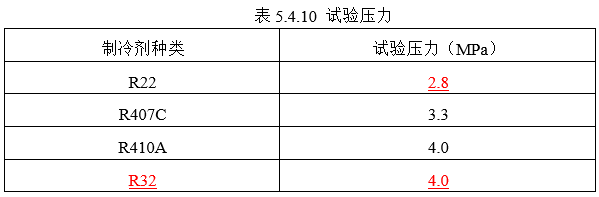 表 5.4.10 试验压力
制冷剂种类 试验压力（MPa）
R22 2.8
R407C 3.3
R410A 4.0
R32 4.0